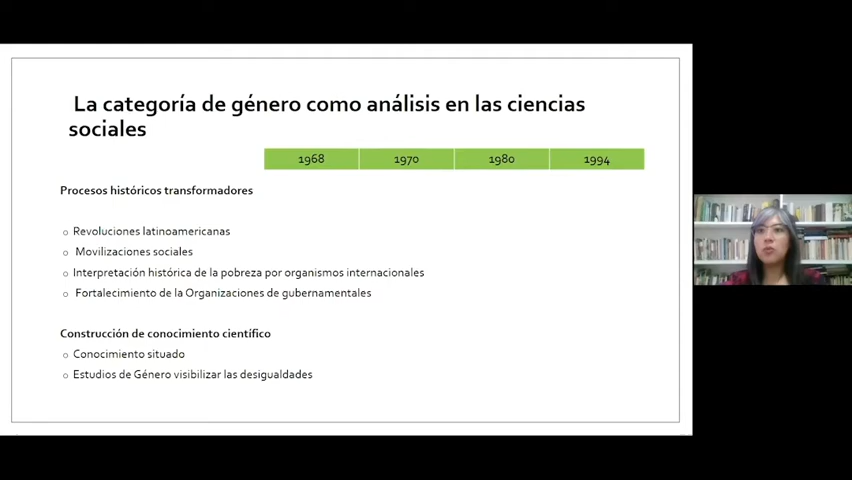 La categoría de género como análisis en las ciencias
sociales
1968 1970 1980 1994
Procesos históricos transformadores
o Revoluciones latinoamericanas
o Movilizaciones sociales
o Interpretación histórica de la pobreza por organismos internacionales
o Fortalecimiento de la Organizaciones de gubernamentales
Construcción de conocimiento científico
o Conocimiento situado
o Estudios de Género visibilizar las desigualdades